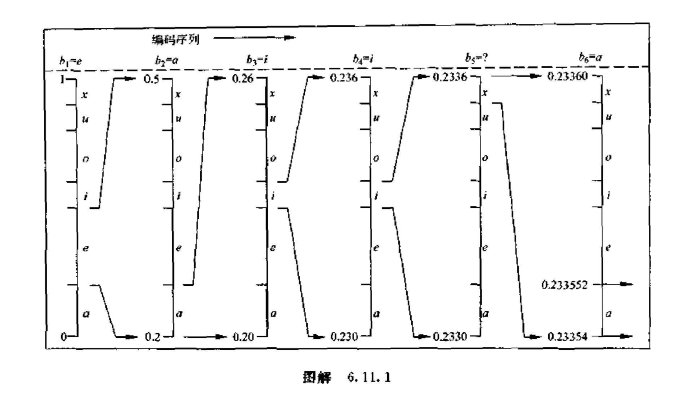 编码序列
b₁=e b₂=a b₃=i b₄=i b₅=? b₆=a
1 0.5 0.26 0.236 0.2336 0.23360
x x x x x x
u u u u u u
o o o o o o
i i i i i i
e e e e e e
0.233552
a a a a a a
0 0.2 0.20 0.230 0.2330 0.23354
图解 6.11.1